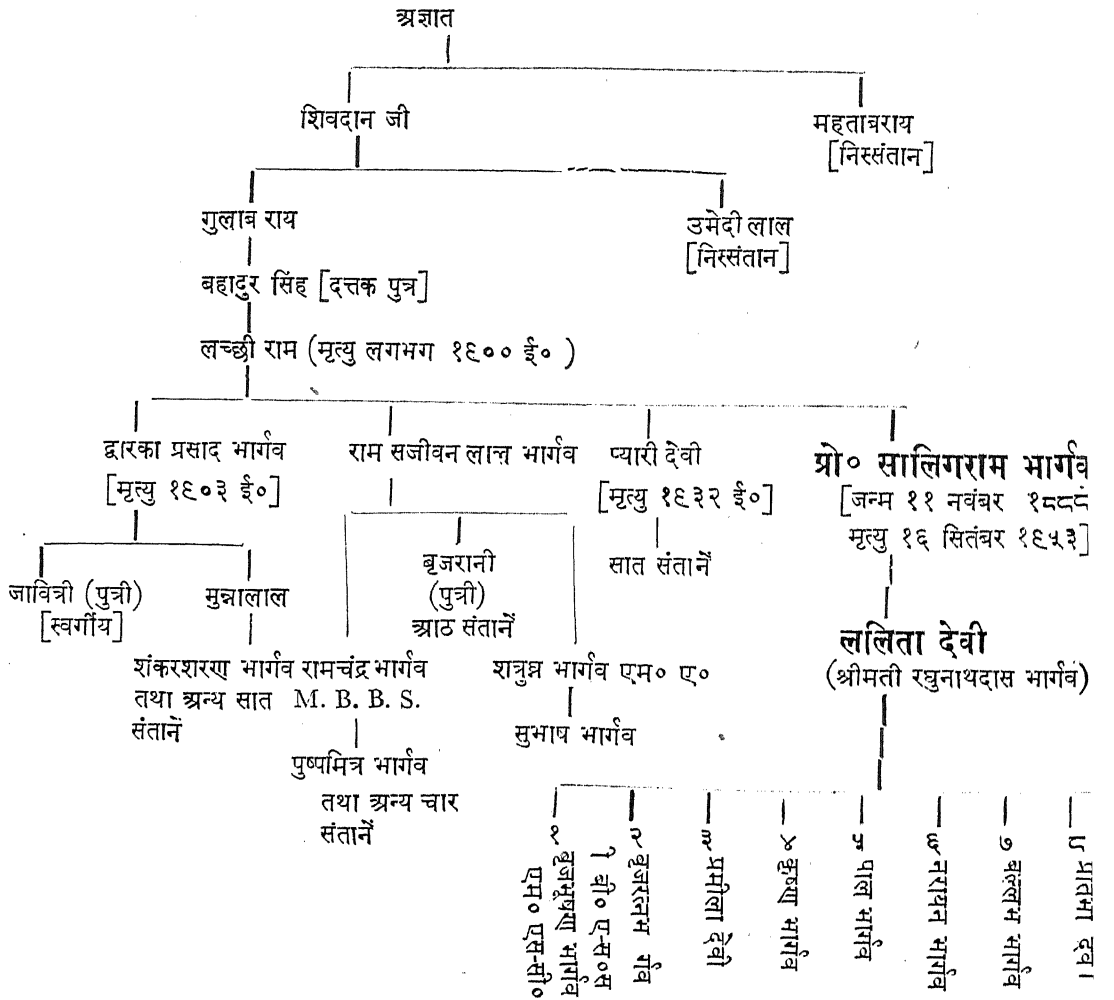 अज्ञात
शिवदान जी
महताबराय
[निस्संतान]
गुलाब राय
उमेदी लाल
[निस्संतान]
बहादुर सिंह [दत्तक पुत्र]
लच्छी राम (मृत्यु लगभग १९०० ई०)
द्वारका प्रसाद भार्गव
[मृत्यु १९०३ ई०]
राम सजीवन लाल भार्गव
प्यारी देवी
[मृत्यु १९३२ ई०]
प्रो० सालिगराम भार्गव
[जन्म ११ नवंबर १८८८
मृत्यु १६ सितंबर १९५३]
जावित्री (पुत्री)
[स्वर्गीय]
मुन्नालाल
बृजरानी
(पुत्री)
आठ संतानें
सात संतानें
ललिता देवी
(श्रीमती रघुनाथदास भार्गव)
शंकरशरण भार्गव
तथा अन्य सात
संतानें
रामचंद्र भार्गव
M. B. B. S.
शत्रुघ्न भार्गव एम० ए०
सुभाष भार्गव
पुष्पमित्र भार्गव
तथा अन्य चार
संतानें
१ बृजभूषण भार्गव
एम० एस-सी०
२ बृजरत्नम
बी० ए-स०
३ प्रमीला देवी
४ कृष्ण भार्गव
५ पाल भार्गव
६ नरायन भार्गव
७ वल्लभ भार्गव
८